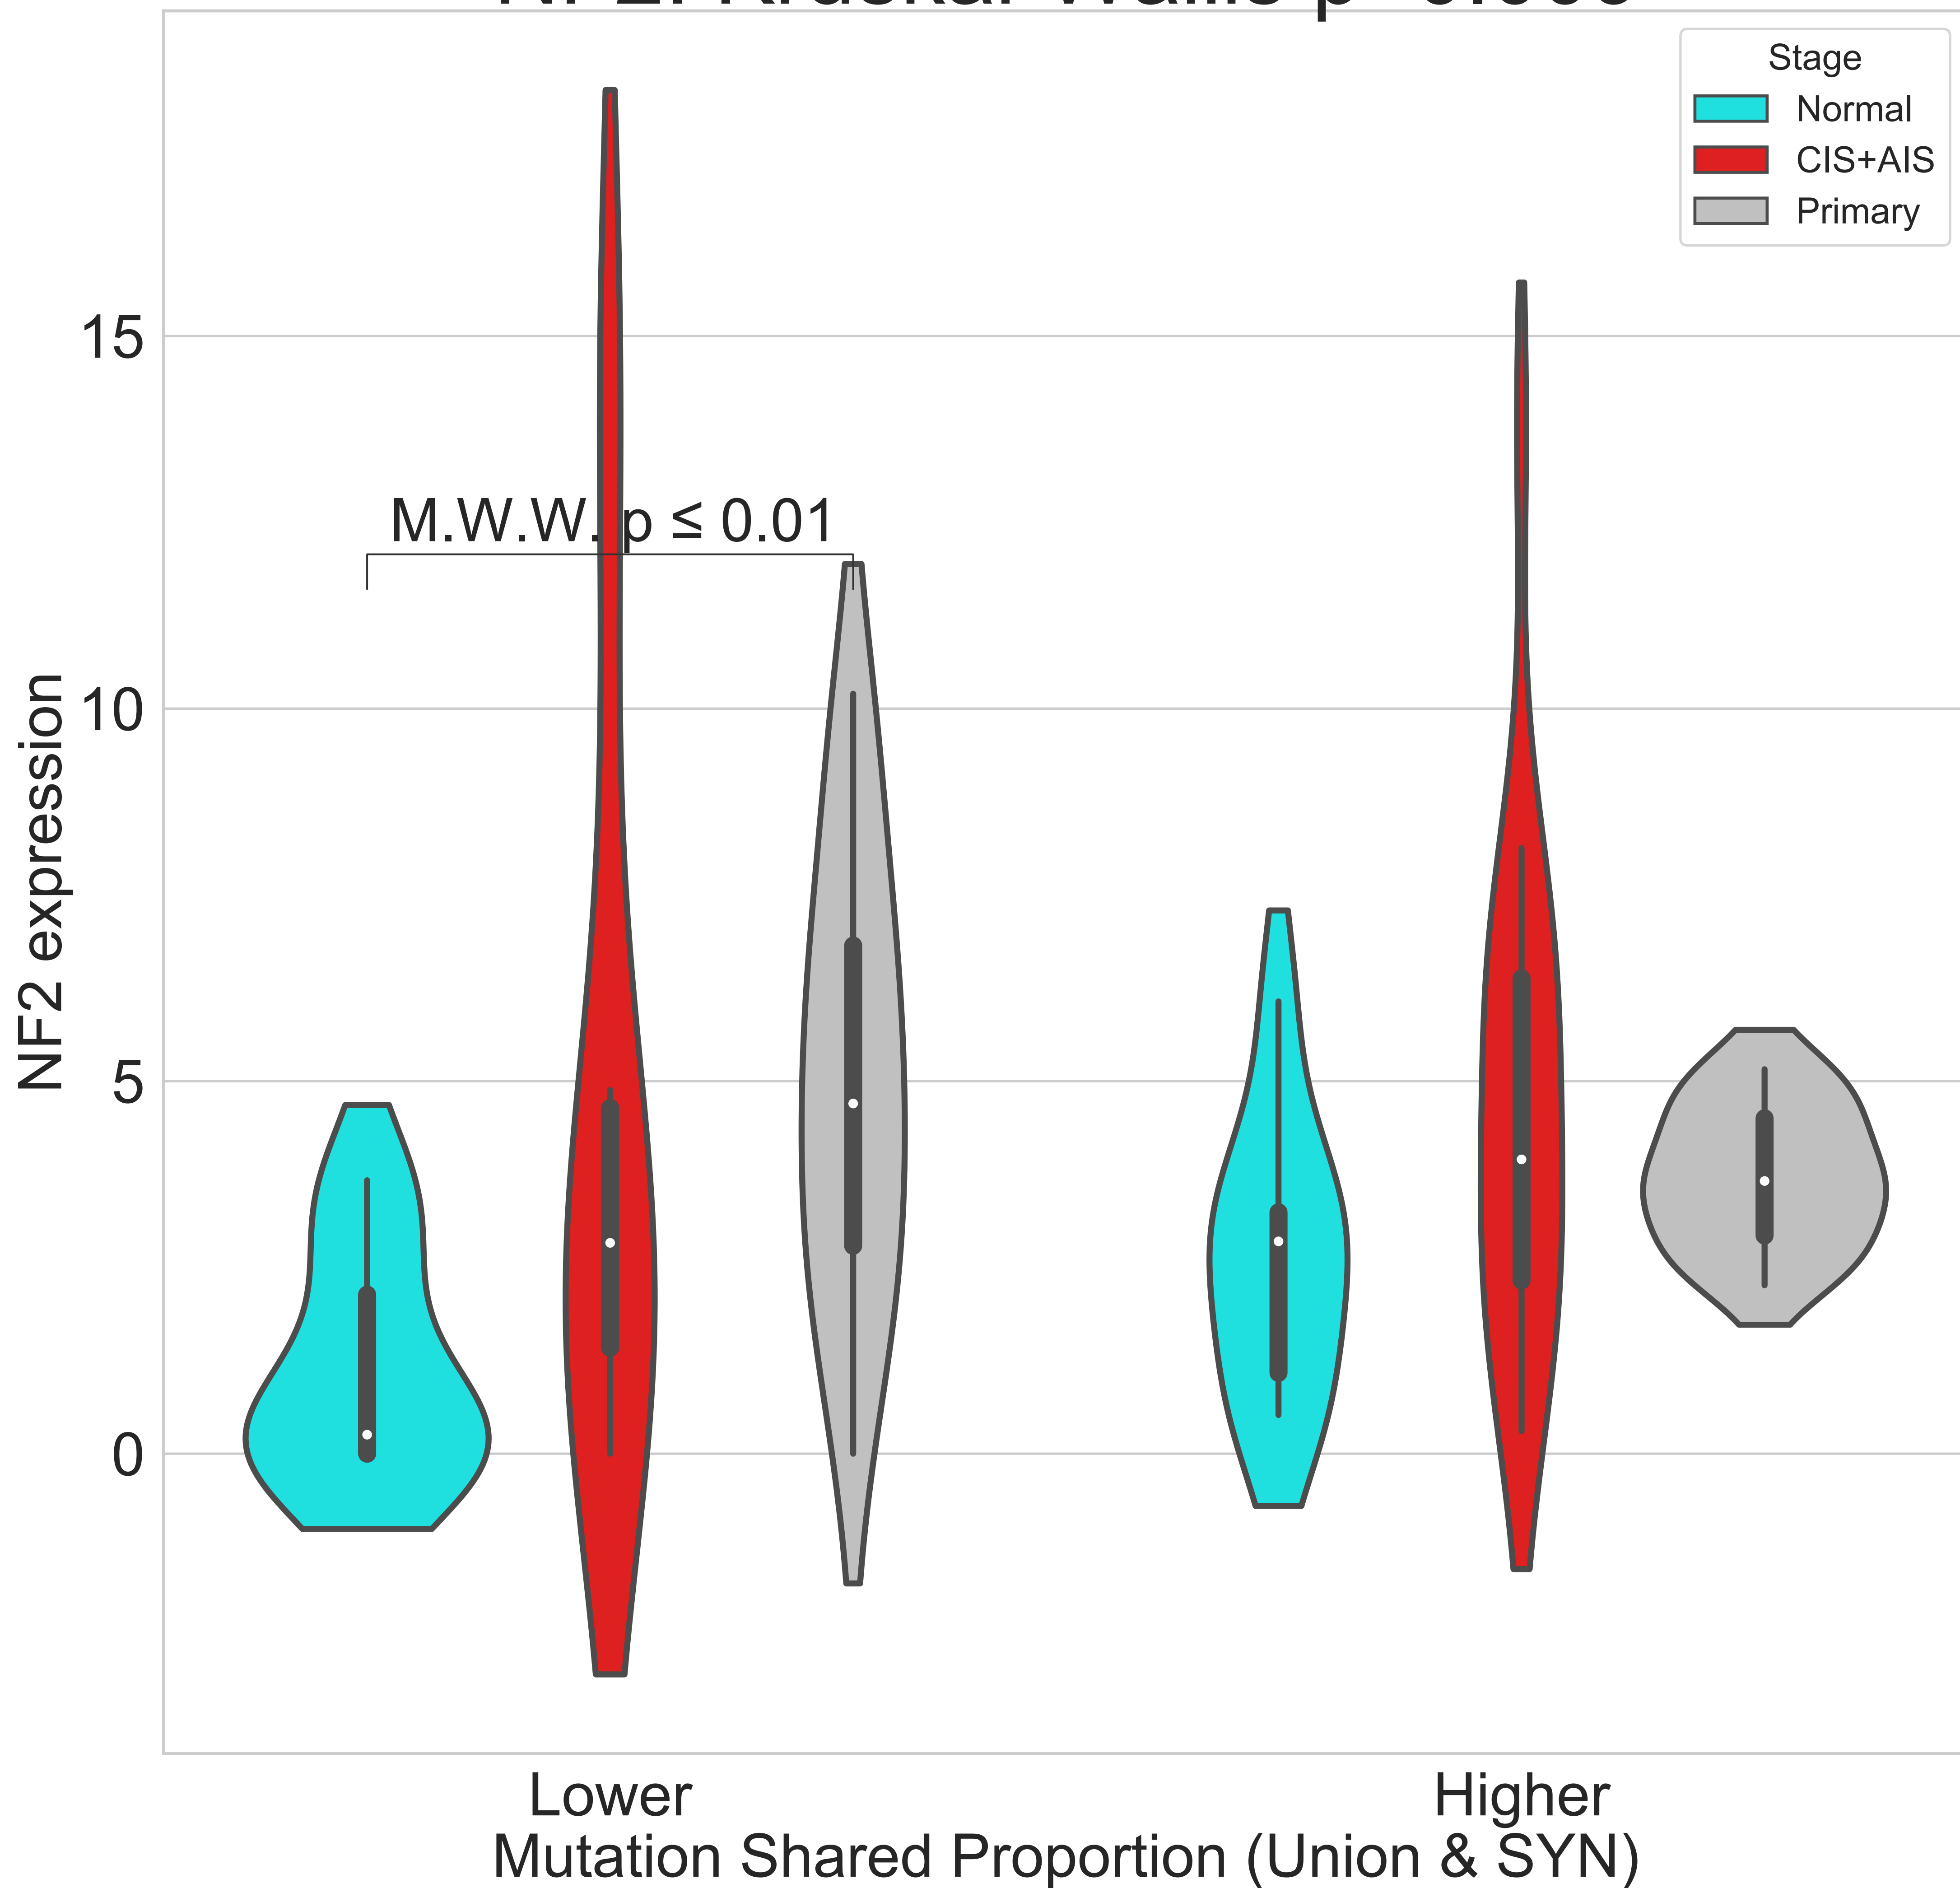 Stage
Normal
CIS+AIS
Primary
15
M.W.W. p ≤ 0.01
10
5
0
NF2 expression
Lower
Higher
Mutation Shared Proportion (Union & SYN)